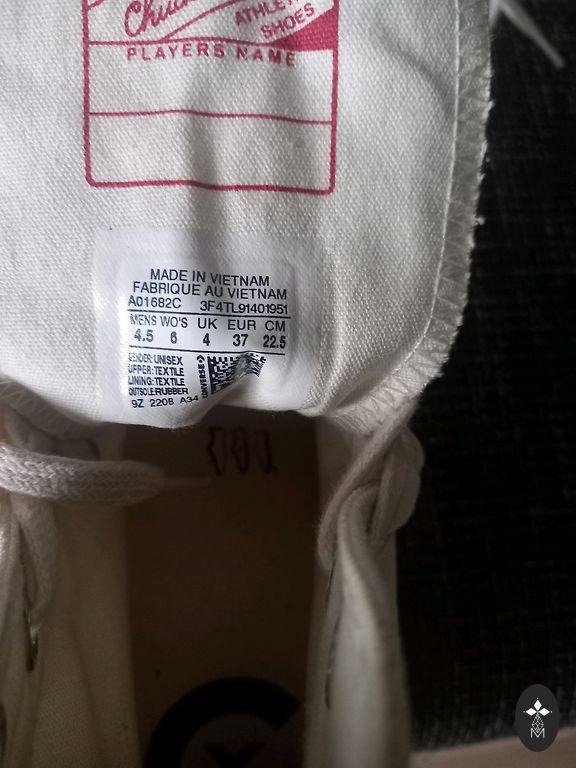 Chuck
ATHLETIC
SHOES
PLAYERS NAME
MADE IN VIETNAM
FABRIQUE AU VIETNAM
A01682C 3F4TL91401951
MENS WO'S UK EUR CM
4.5 6 4 37 22.5
GENDER: UNISEX
UPPER: TEXTILE
LINING: TEXTILE
OUTSOLE: RUBBER
CONVERSE
9Z 2208 A34
M